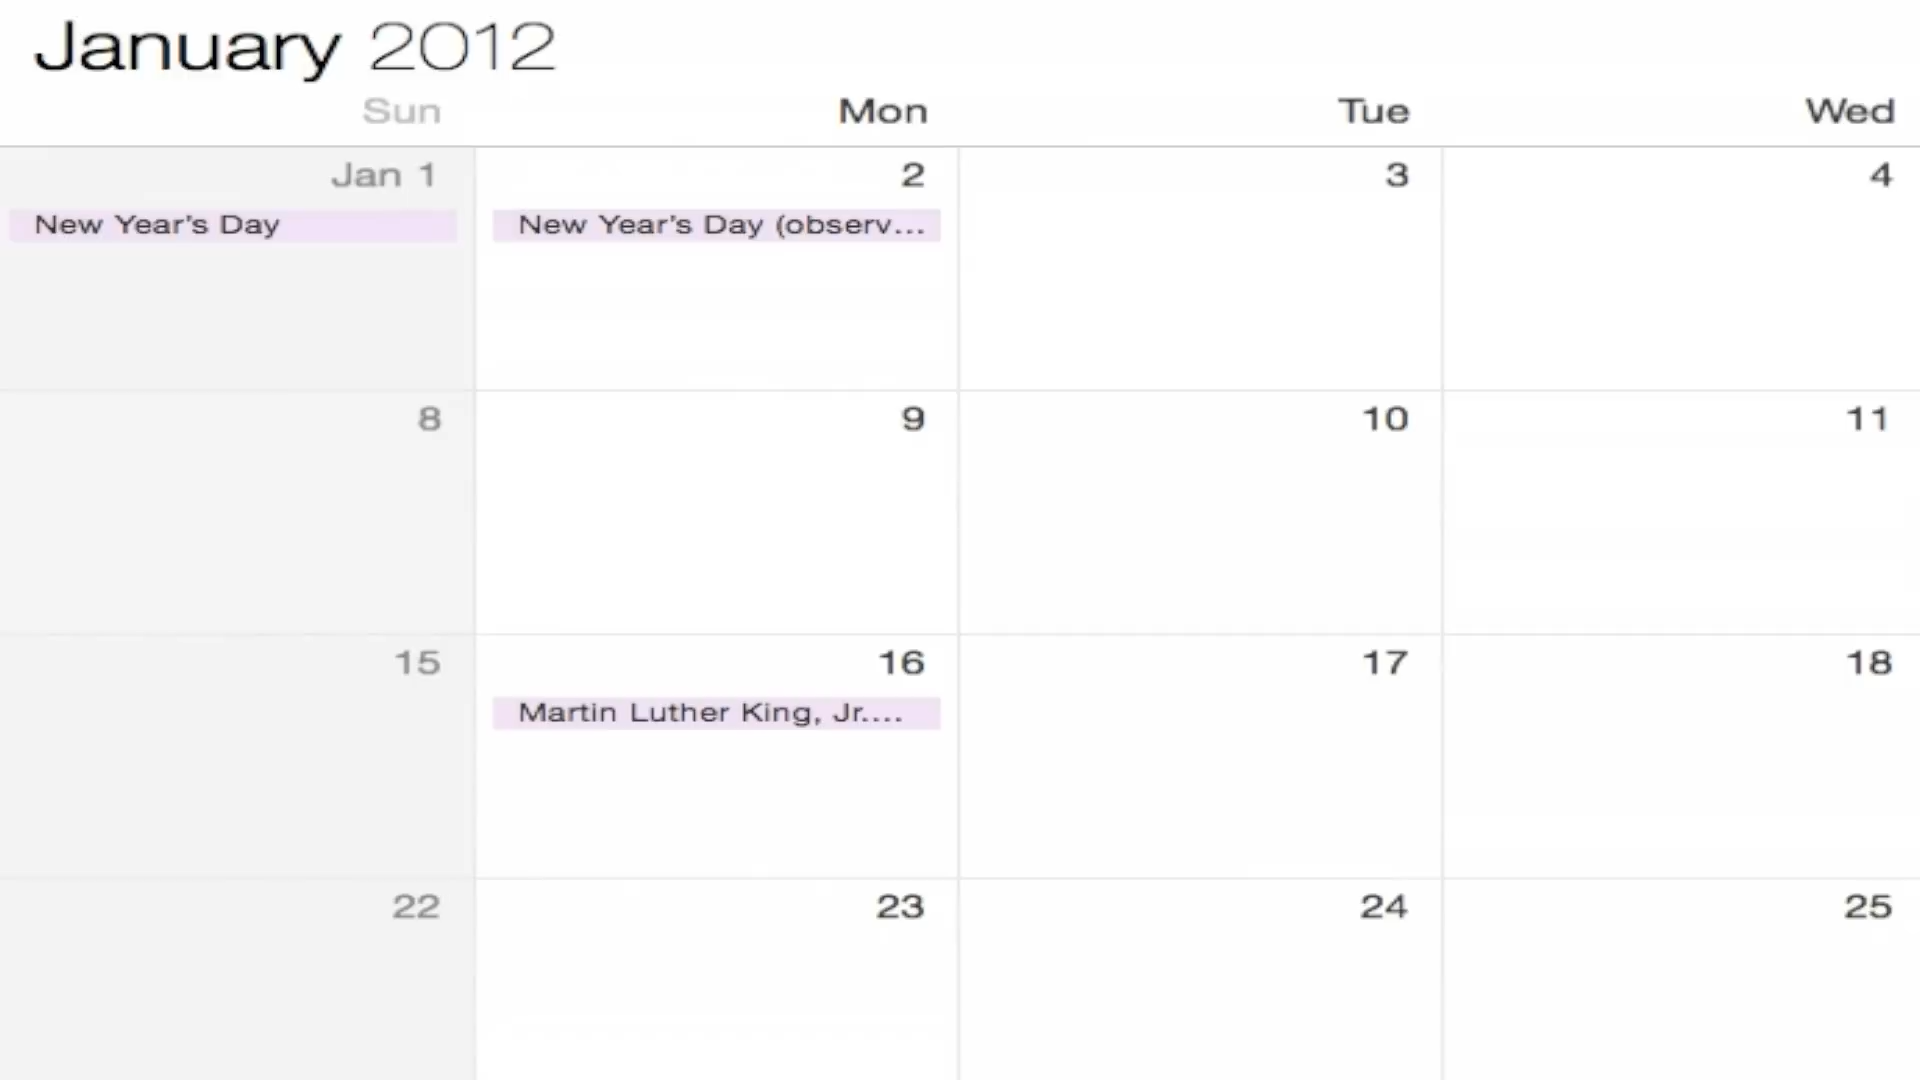 January 2012
Sun Mon Tue Wed
Jan 1 2 3 4
New Year's Day New Year's Day (observ...
8 9 10 11
15 16 17 18
Martin Luther King, Jr....
22 23 24 25